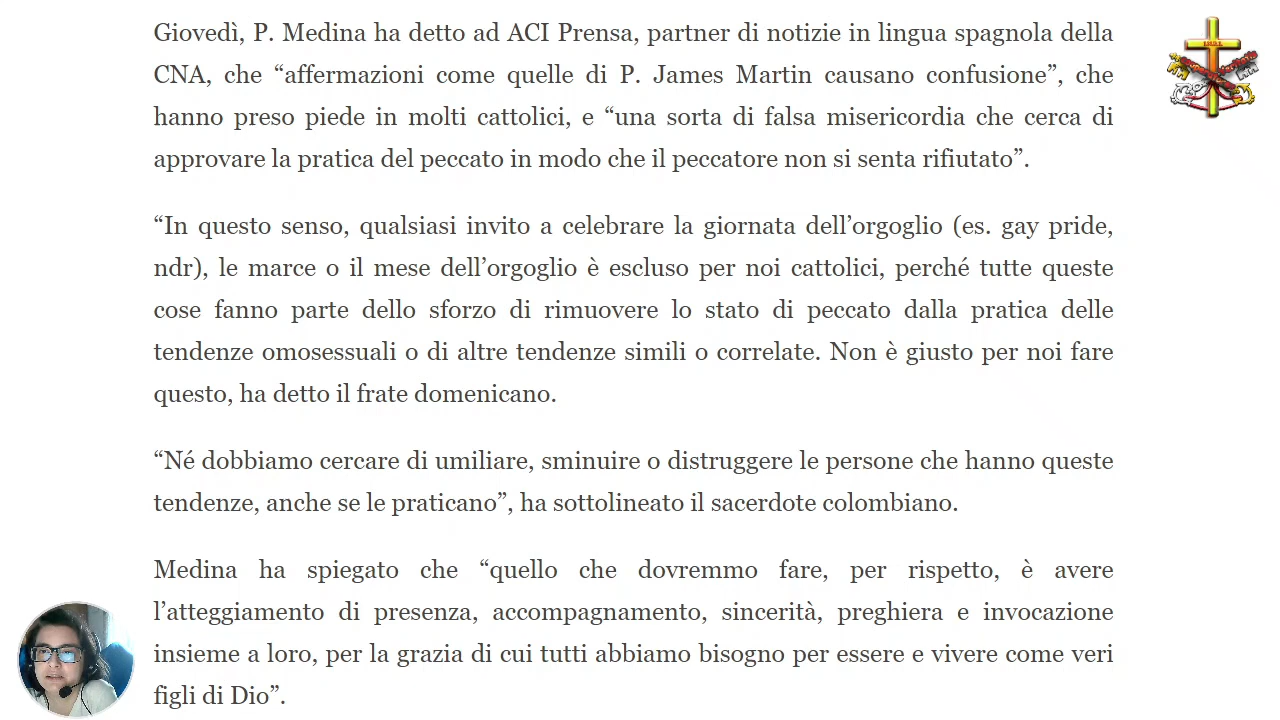 Giovedì, P. Medina ha detto ad ACI Prensa, partner di notizie in lingua spagnola della
CNA, che “affermazioni come quelle di P. James Martin causano confusione”, che
hanno preso piede in molti cattolici, e “una sorta di falsa misericordia che cerca di
approvare la pratica del peccato in modo che il peccatore non si senta rifiutato”.
“In questo senso, qualsiasi invito a celebrare la giornata dell’orgoglio (es. gay pride,
ndr), le marce o il mese dell’orgoglio è escluso per noi cattolici, perché tutte queste
cose fanno parte dello sforzo di rimuovere lo stato di peccato dalla pratica delle
tendenze omosessuali o di altre tendenze simili o correlate. Non è giusto per noi fare
questo, ha detto il frate domenicano.
“Né dobbiamo cercare di umiliare, sminuire o distruggere le persone che hanno queste
tendenze, anche se le praticano”, ha sottolineato il sacerdote colombiano.
Medina ha spiegato che “quello che dovremmo fare, per rispetto, è avere
l’atteggiamento di presenza, accompagnamento, sincerità, preghiera e invocazione
insieme a loro, per la grazia di cui tutti abbiamo bisogno per essere e vivere come veri
figli di Dio”.